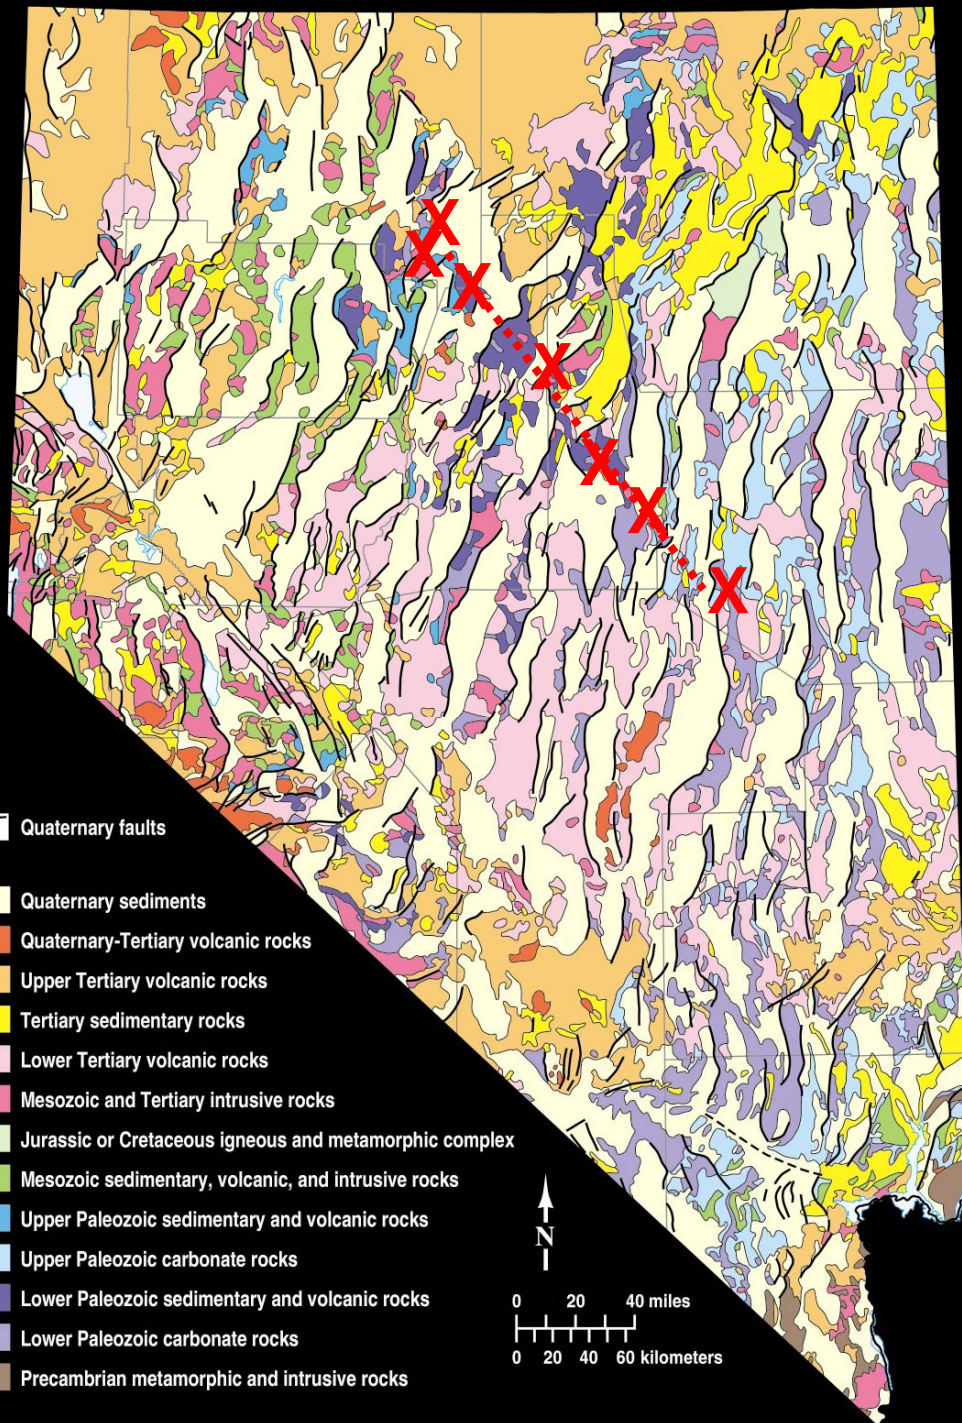 X
X
X
X
X
X
X
Quaternary faults
Quaternary sediments
Quaternary-Tertiary volcanic rocks
Upper Tertiary volcanic rocks
Tertiary sedimentary rocks
Lower Tertiary volcanic rocks
Mesozoic and Tertiary intrusive rocks
Jurassic or Cretaceous igneous and metamorphic complex
Mesozoic sedimentary, volcanic, and intrusive rocks
Upper Paleozoic sedimentary and volcanic rocks
Upper Paleozoic carbonate rocks
Lower Paleozoic sedimentary and volcanic rocks
Lower Paleozoic carbonate rocks
Precambrian metamorphic and intrusive rocks
N
0 20 40 miles
0 20 40 60 kilometers